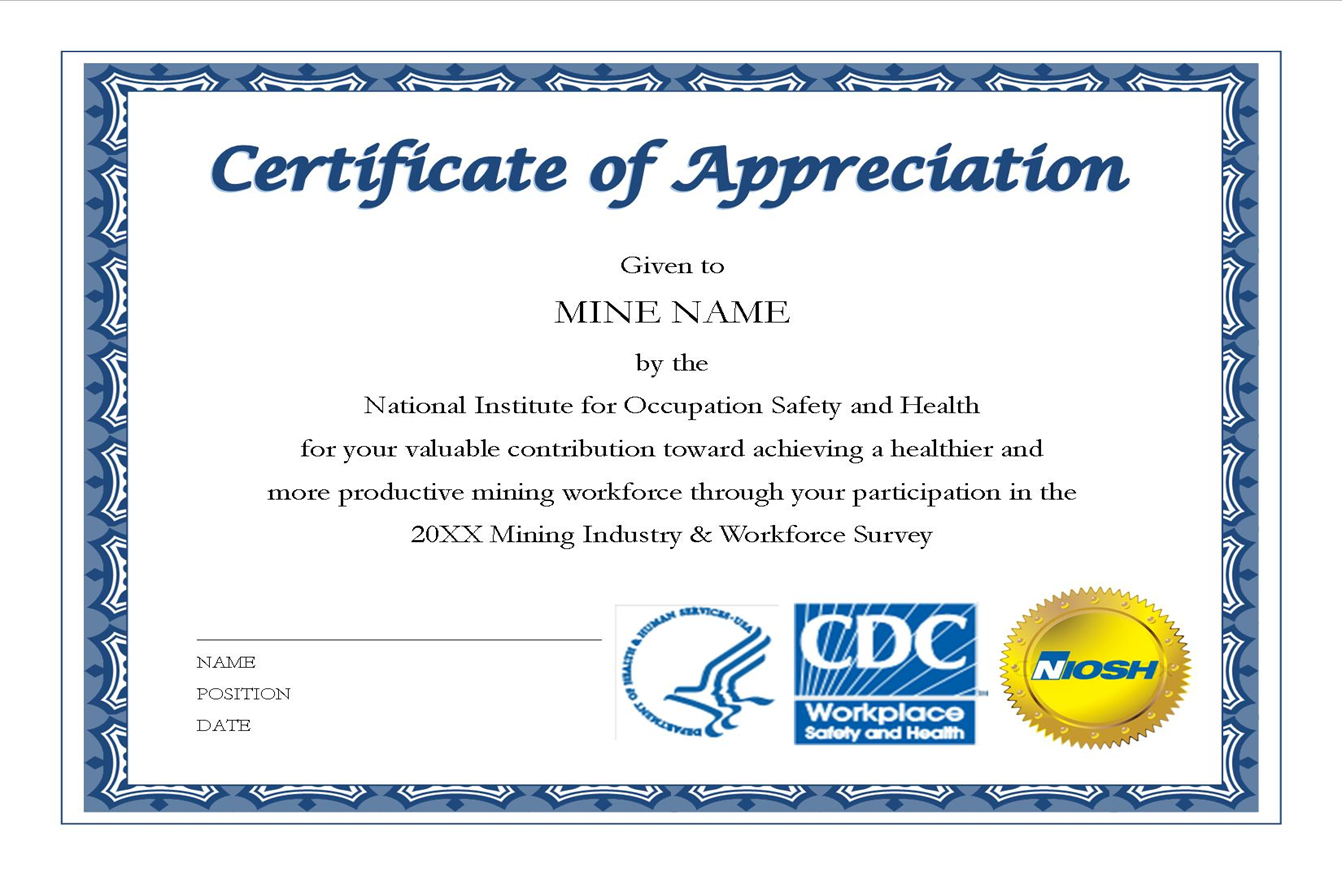 Certificate of Appreciation
Given to
MINE NAME
by the
National Institute for Occupation Safety and Health
for your valuable contribution toward achieving a healthier and
more productive mining workforce through your participation in the
20XX Mining Industry & Workforce Survey
NAME
POSITION
DATE
DEPARTMENT OF HEALTH & HUMAN SERVICES·USA
CDC
SM
Workplace
Safety and Health
NIOSH